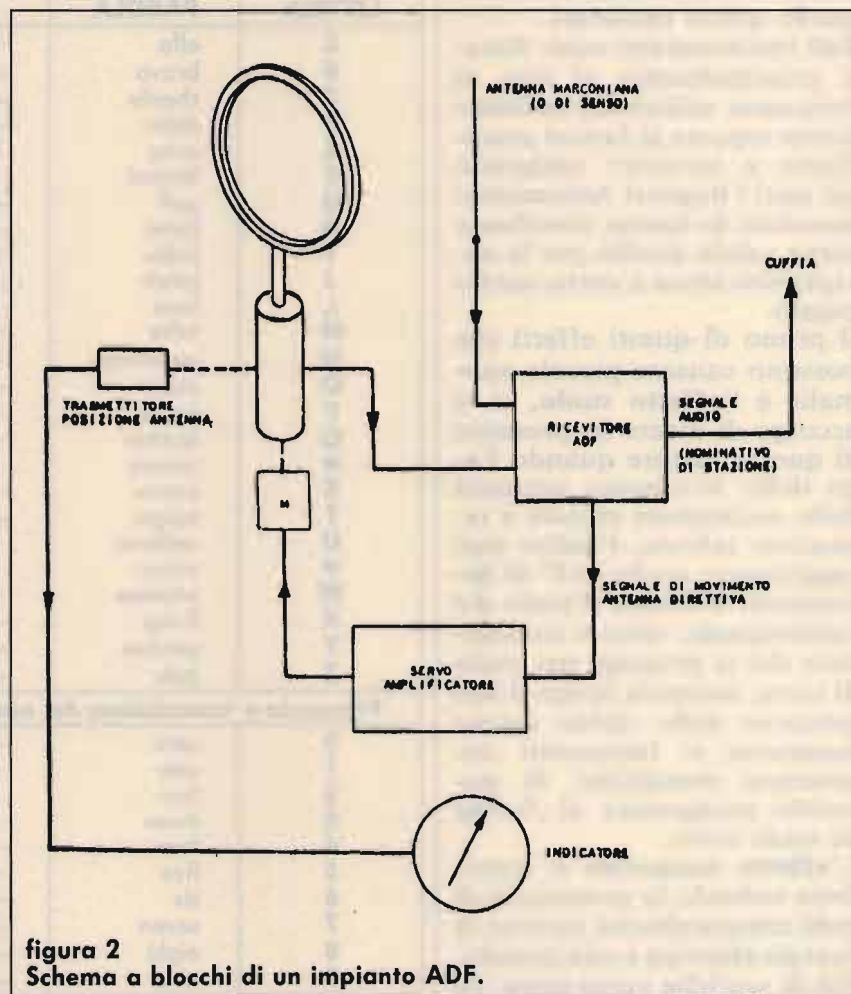 ANTENNA MARCONIANA
(O DI SENSO)
CUFFIA
TRASMETTITORE
POSIZIONE ANTENNA
RICEVITORE
ADF
SEGNALE
AUDIO
(NOMINATIVO
DI STAZIONE)
M
SEGNALE DI MOVIMENTO
ANTENNA DIRETTIVA
SERVO
AMPLIFICATORE
INDICATORE
figura 2
Schema a blocchi di un impianto ADF.